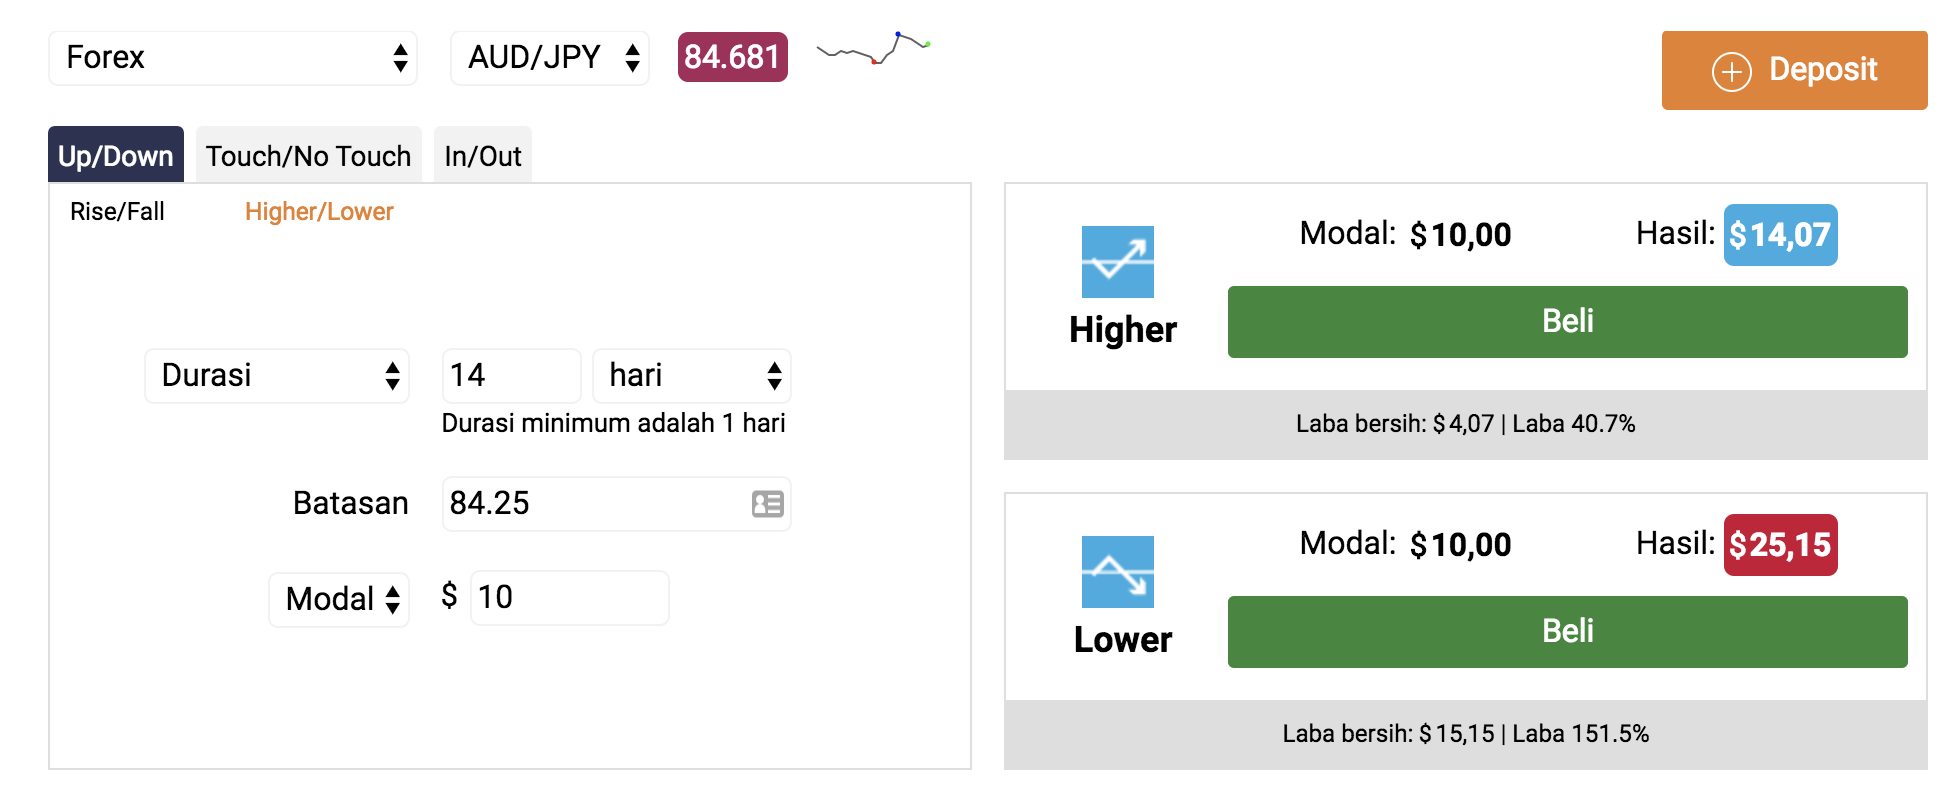 Forex AUD/JPY 84.681
Deposit
Up/Down Touch/No Touch In/Out
Rise/Fall Higher/Lower
Durasi 14 hari
Durasi minimum adalah 1 hari
Batasan 84.25
Modal $ 10
Modal: $10,00 Hasil: $14,07
Higher
Beli
Laba bersih: $4,07 | Laba 40.7%
Modal: $10,00 Hasil: $25,15
Lower
Beli
Laba bersih: $15,15 | Laba 151.5%